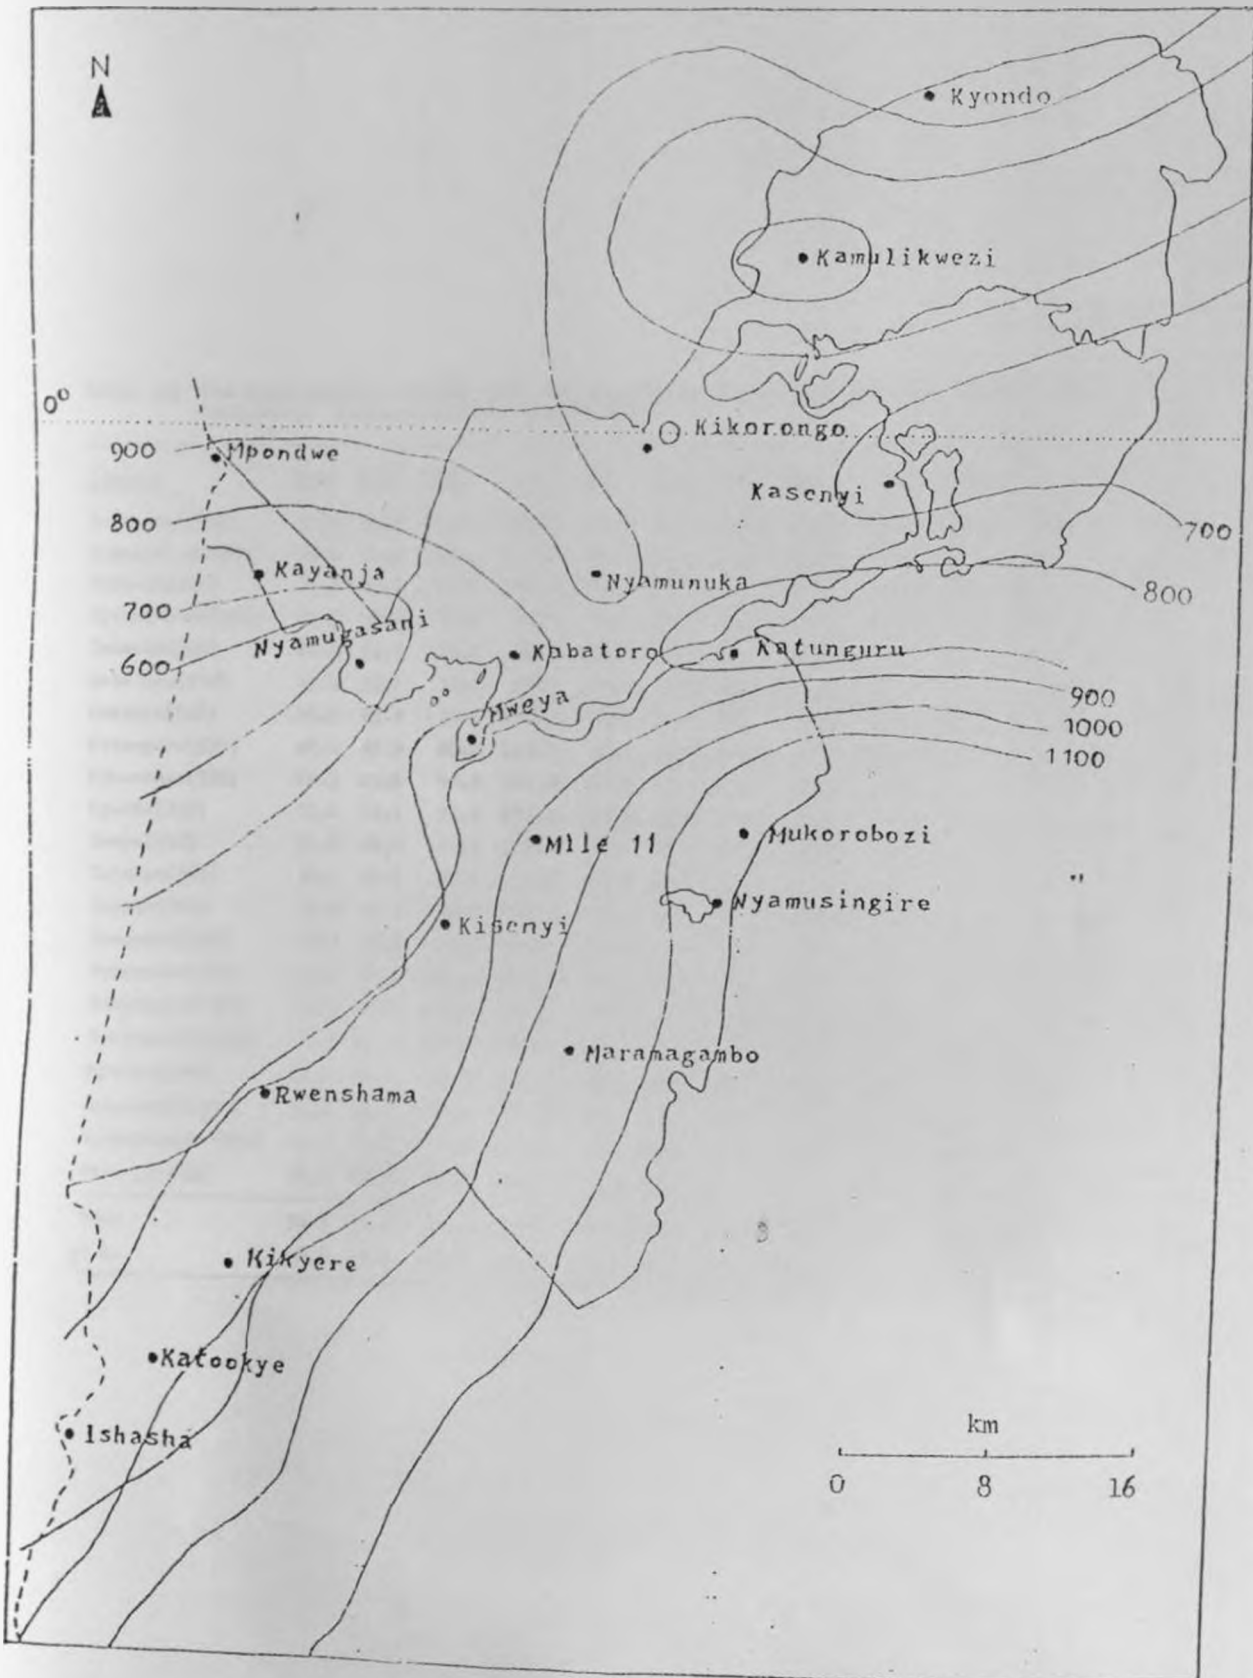 N
Kyondo
Kamulikwezi
0°
Kikorongo
900
Mpondwe
Kasenyi
800
700
Kayanja
Nyamunuka
800
700
Nyamugasani
600
Kabatoro
Katunguru
900
Mweya
1000
1100
Mile 11
Mukorobozi
Nyamusingire
Kisenyi
Maramagambo
Rwenshama
Kikyere
Katookye
Ishasha
km
0 8 16